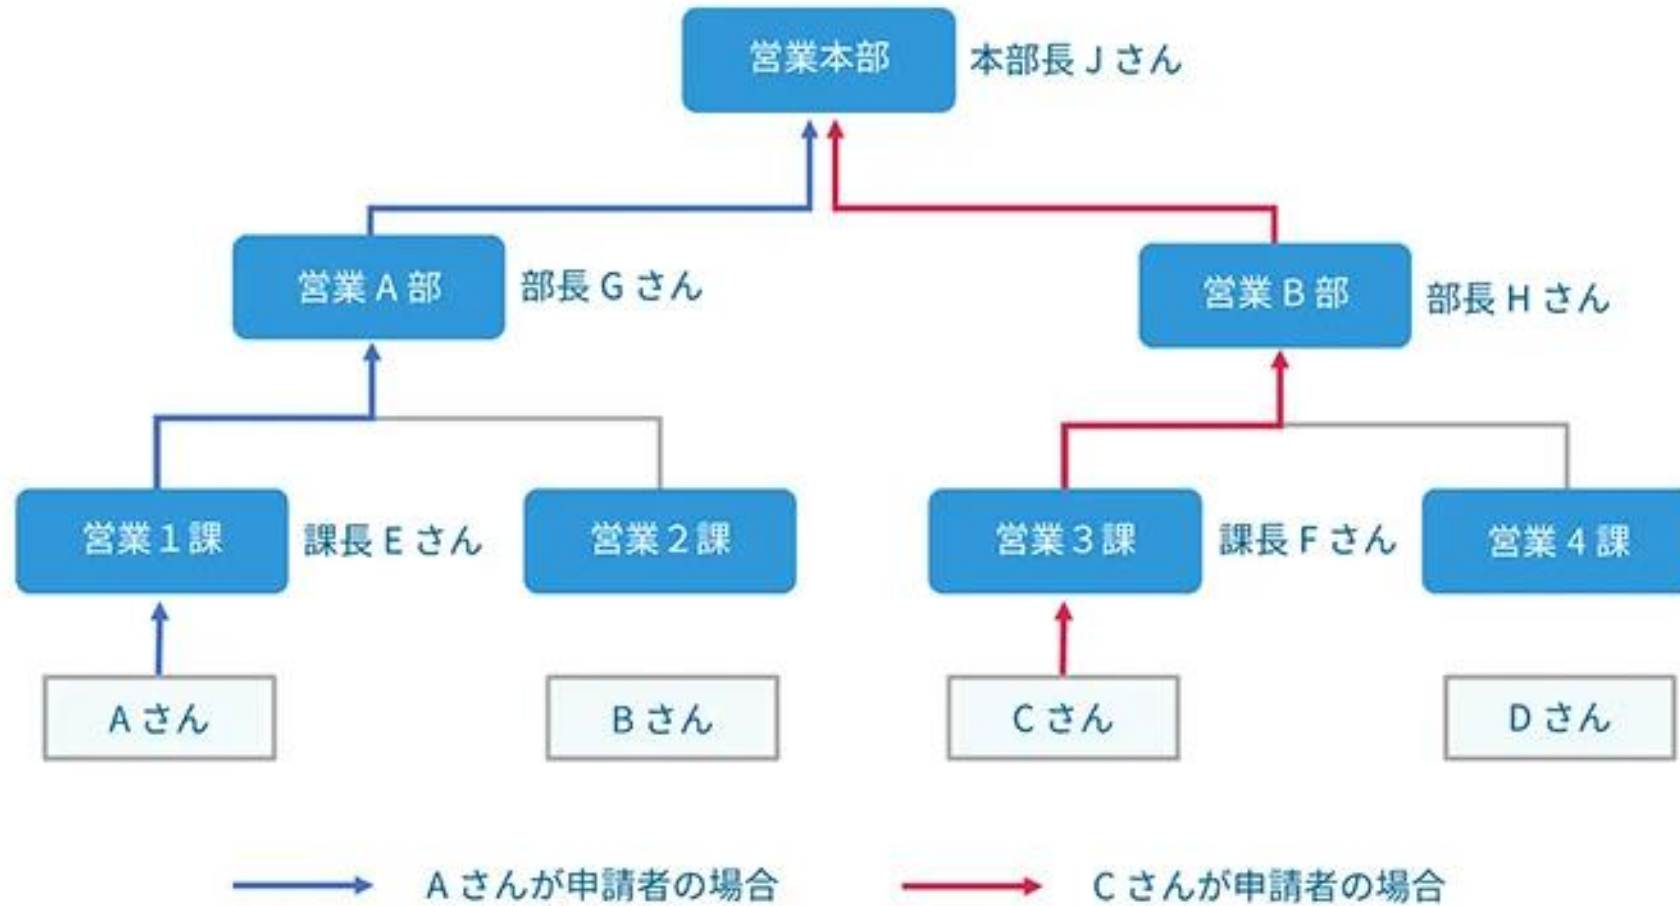 営業本部
本部長 J さん
営業 A 部
部長 G さん
営業 B 部
部長 H さん
営業１課
課長 E さん
営業２課
営業３課
課長 F さん
営業 4 課
A さん
B さん
C さん
D さん
A さんが申請者の場合
C さんが申請者の場合